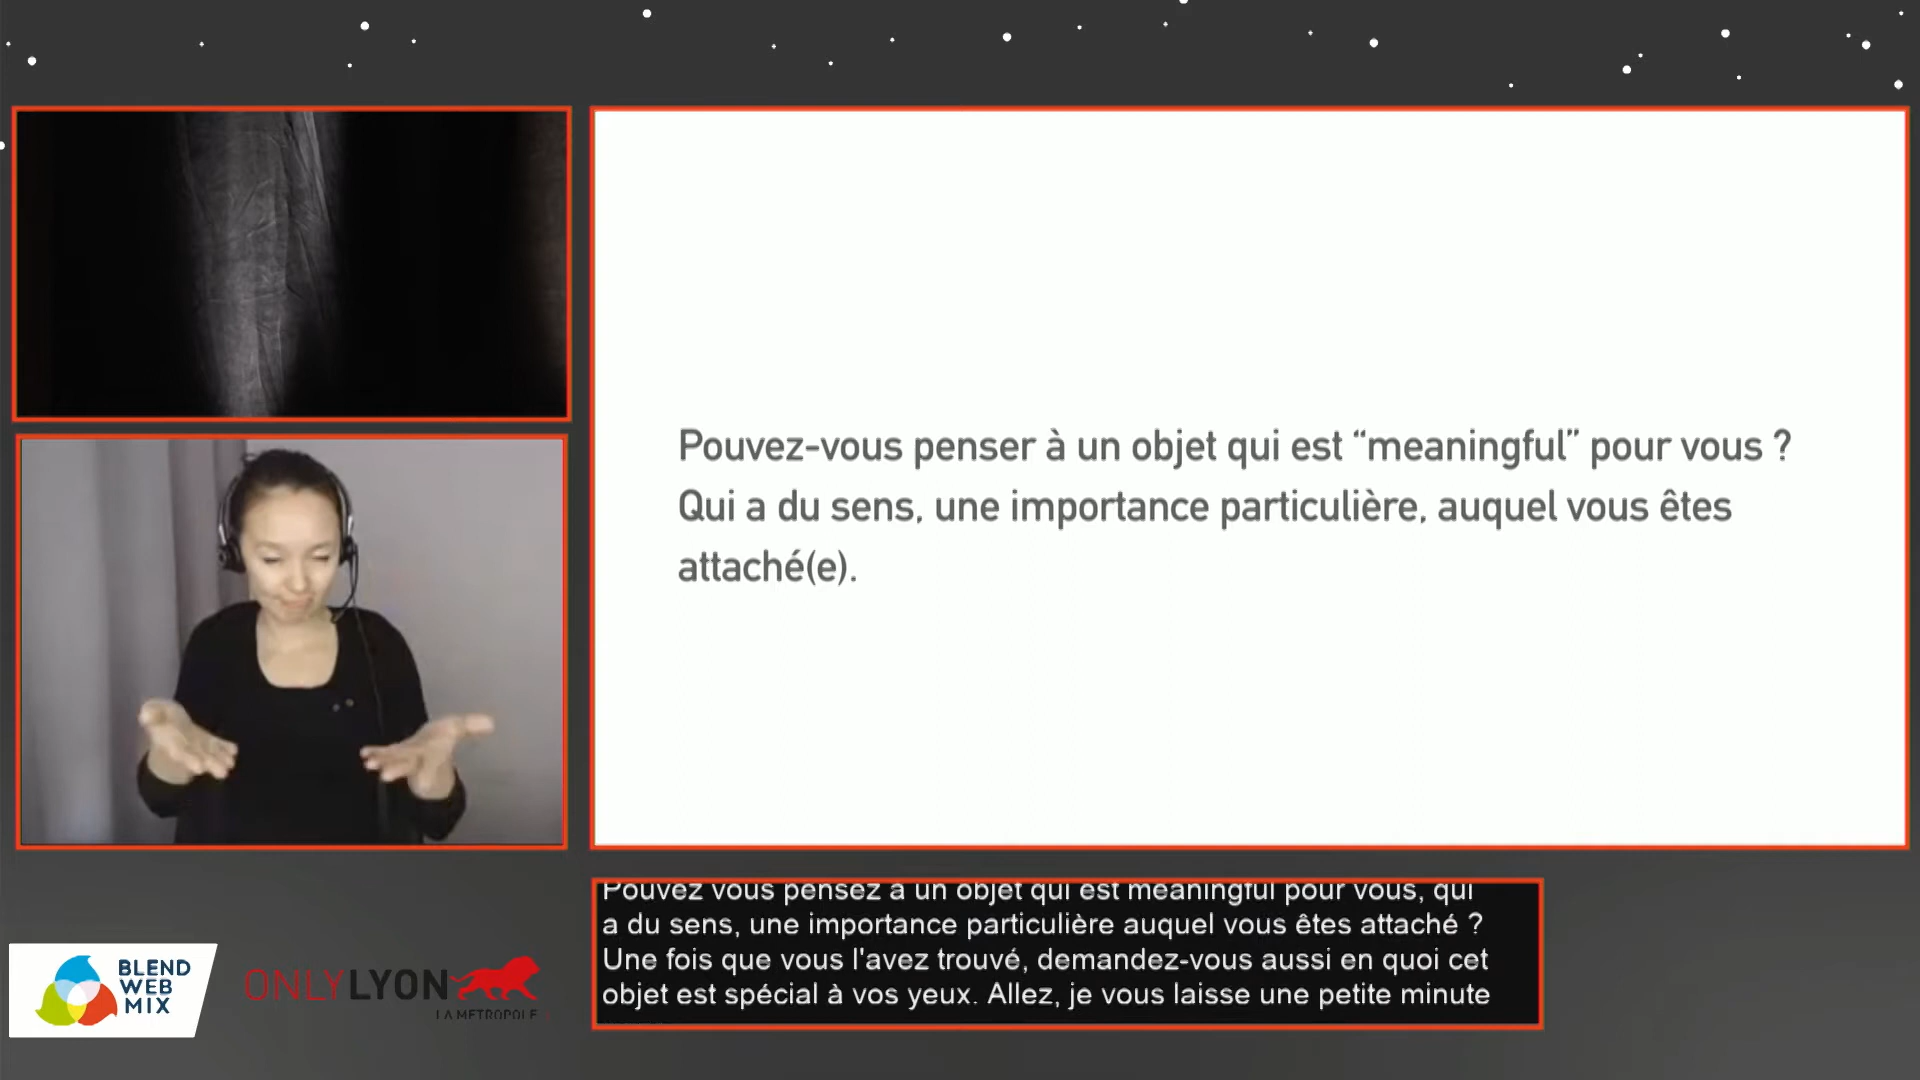 Pouvez-vous penser à un objet qui est “meaningful” pour vous ?
Qui a du sens, une importance particulière, auquel vous êtes
attaché(e).
Pouvez vous pensez à un objet qui est meaningful pour vous, qui
a du sens, une importance particulière auquel vous êtes attaché ?
Une fois que vous l'avez trouvé, demandez-vous aussi en quoi cet
objet est spécial à vos yeux. Allez, je vous laisse une petite minute
BLEND
WEB
MIX
ONLYLYON
LA METROPOLE